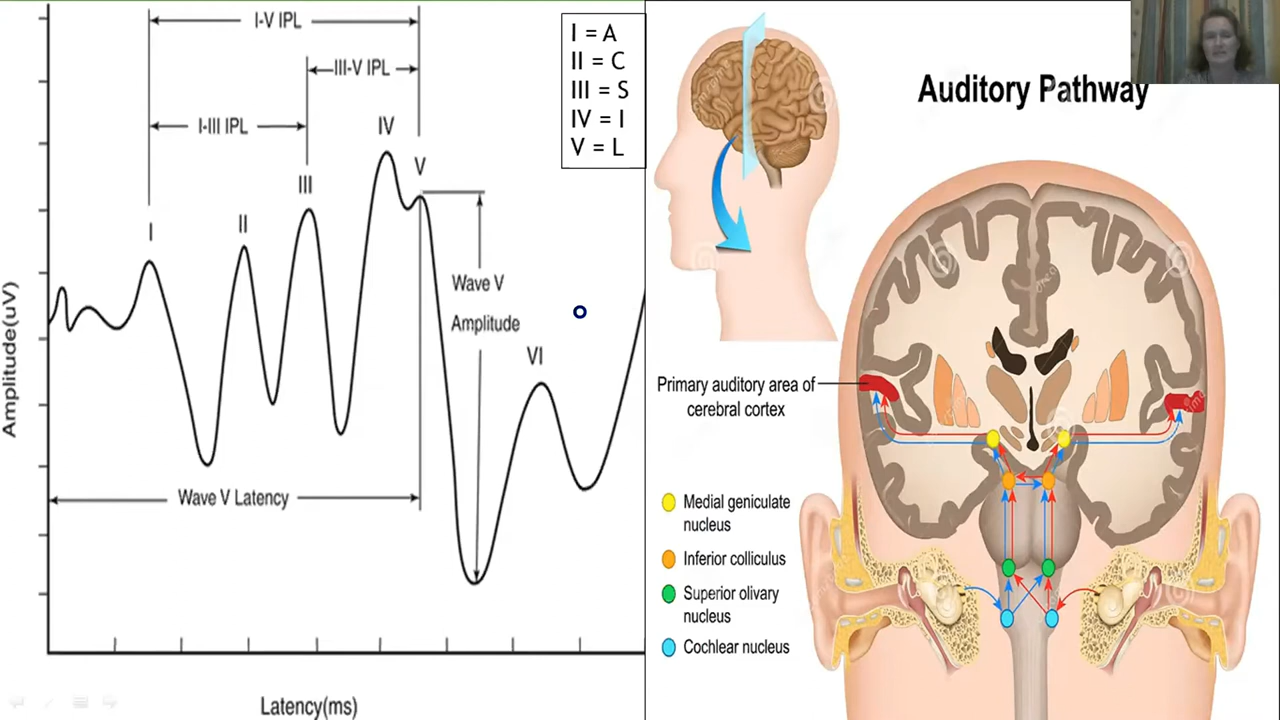 I-V IPL
III-V IPL
I-III IPL
I
II
III
IV
V
VI
Wave V
Amplitude
Wave V Latency
Amplitude(uV)
Latency(ms)
I = A
II = C
III = S
IV = I
V = L
Auditory Pathway
Primary auditory area of
cerebral cortex
Medial geniculate
nucleus
Inferior colliculus
Superior olivary
nucleus
Cochlear nucleus